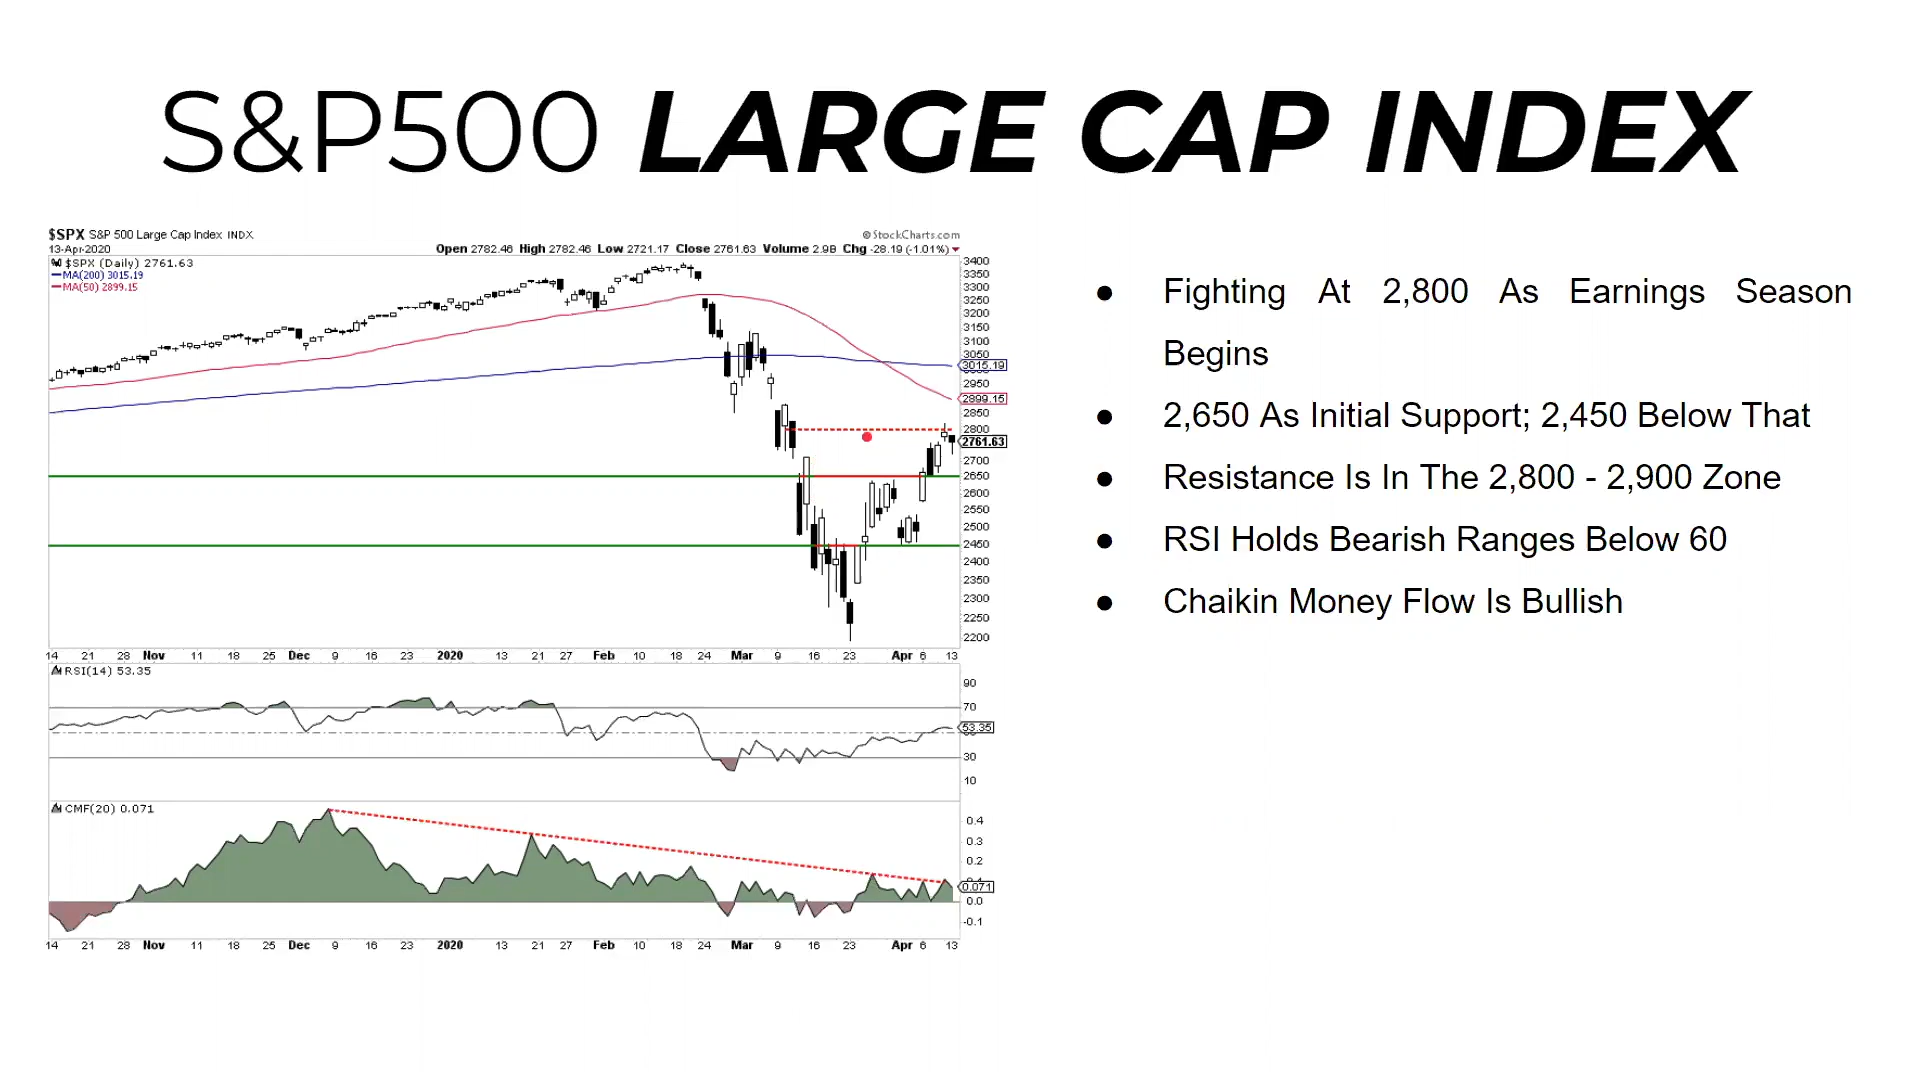 S&P500 LARGE CAP INDEX
$SPX S&P 500 Large Cap Index INDX
© StockCharts.com
13-Apr-2020
Open 2782.46 High 2782.46 Low 2721.17 Close 2761.63 Volume 2.9B Chg -28.19 (-1.01%)
$SPX (Daily) 2761.63
MA(200) 3015.19
MA(50) 2899.15
3400
3350
3300
3250
3200
3150
3100
3050
3015.19
2950
2899.15
2850
2800
2761.63
2700
2650
2600
2550
2500
2450
2400
2350
2300
2250
2200
14 21 28 Nov 11 18 25 Dec 9 16 23 2020 13 21 27 Feb 10 18 24 Mar 9 16 23 Apr 6 13
RSI(14) 53.35
90
70
53.35
30
10
CMF(20) 0.071
0.4
0.3
0.2
0.071
0.0
-0.1
14 21 28 Nov 11 18 25 Dec 9 16 23 2020 13 21 27 Feb 10 18 24 Mar 9 16 23 Apr 6 13
● Fighting At 2,800 As Earnings Season
Begins
● 2,650 As Initial Support; 2,450 Below That
● Resistance Is In The 2,800 - 2,900 Zone
● RSI Holds Bearish Ranges Below 60
● Chaikin Money Flow Is Bullish